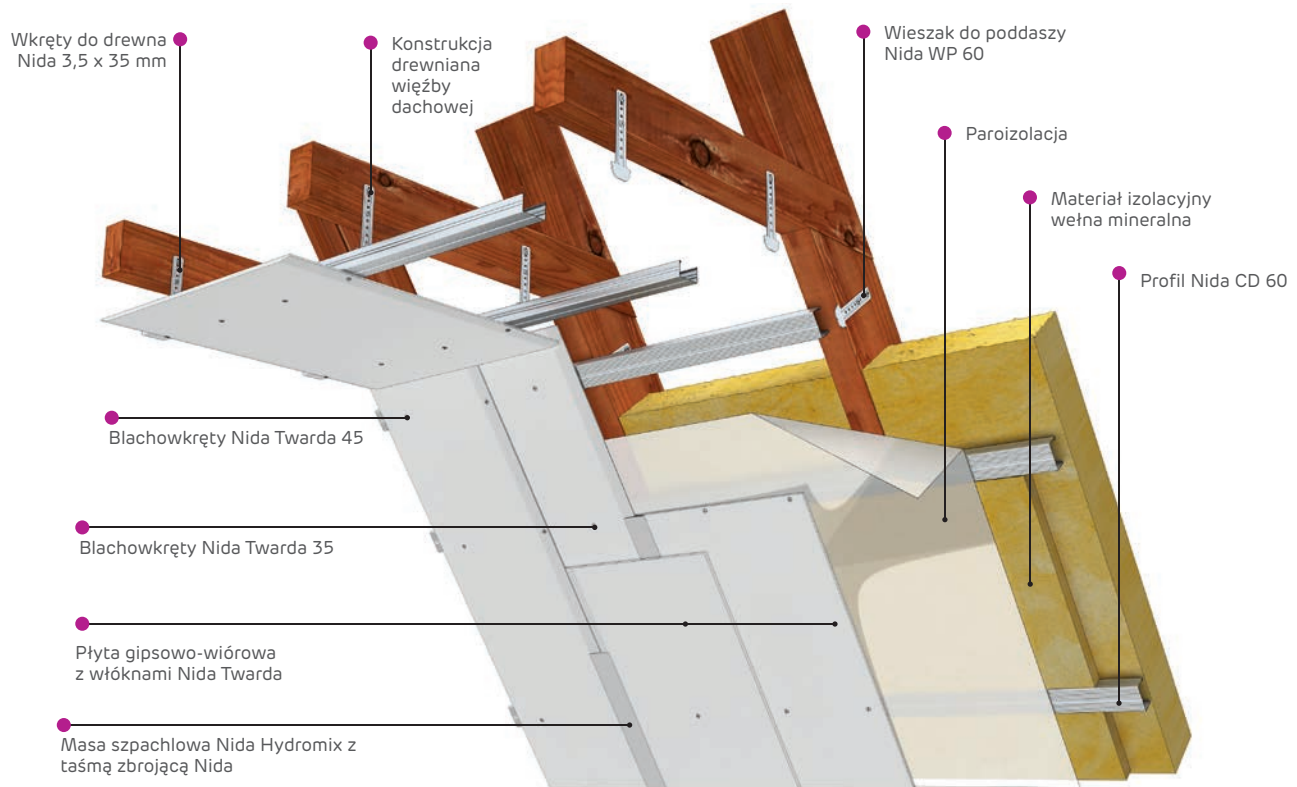 Wkręty do drewna
Nida 3,5 x 35 mm
Konstrukcja
drewniana
więźby
dachowej
Wieszak do poddaszy
Nida WP 60
Paroizolacja
Materiał izolacyjny
wełna mineralna
Profil Nida CD 60
Blachowkręty Nida Twarda 45
Blachowkręty Nida Twarda 35
Płyta gipsowo-wiórowa
z włóknami Nida Twarda
Masa szpachlowa Nida Hydromix z
taśmą zbrojącą Nida